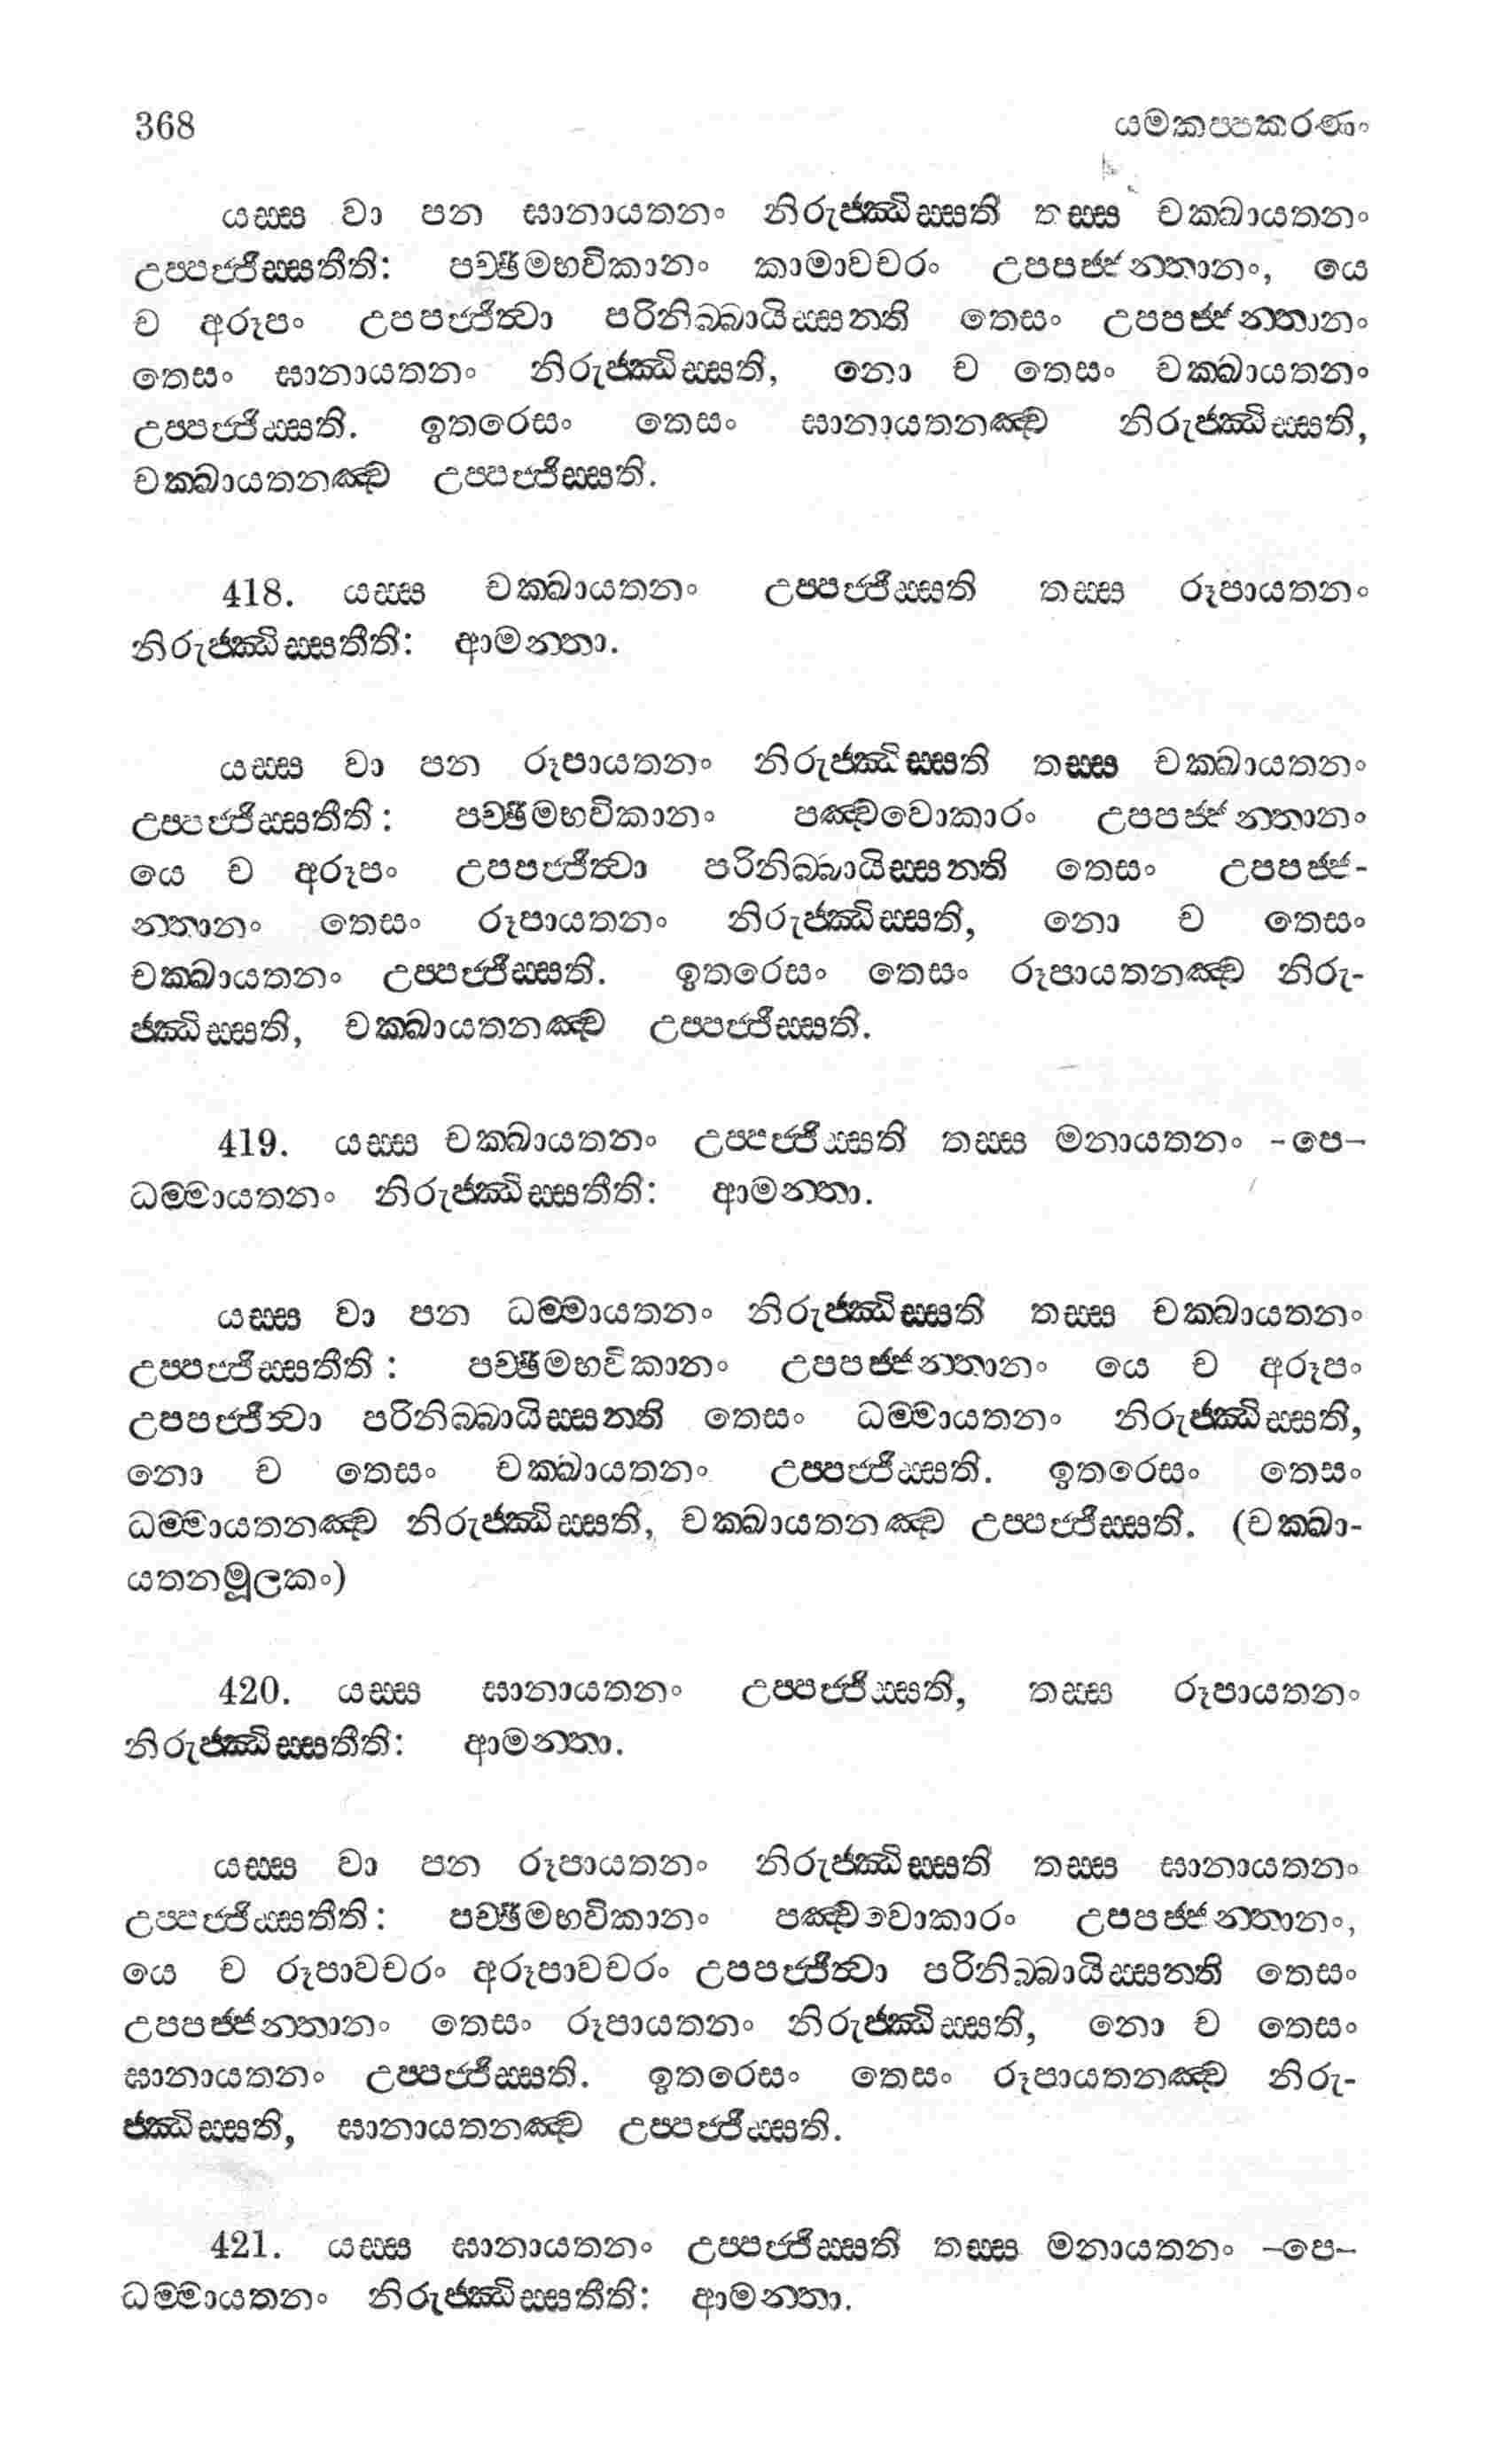 368 යමකප්පකරණං
යස්ස වා පන ඝානායතනං නිරුජ්ඣිස්සති තස්ස චක්ඛායතනං
උප්පජ්ජිස්සතීති: පච්ඡිමභවිකානං කාමාවචරං උපපජ්ජන්තානං, යෙ
ච අරූපං උපපජ්ජිත්වා පරිනිබ්බායිස්සන්ති තෙසං උපපජ්ජන්තානං
තෙසං ඝානායතනං නිරුජ්ඣිස්සති, නො ච තෙසං චක්ඛායතනං
උප්පජ්ජිස්සති. ඉතරෙසං තෙසං ඝානායතනඤ්ච නිරුජ්ඣිස්සති,
චක්ඛායතනඤ්ච උප්පජ්ජිස්සති.
418. යස්ස චක්ඛායතනං උප්පජ්ජිස්සති තස්ස රූපායතනං
නිරුජ්ඣිස්සතීති: ආමන්තා.
යස්ස වා පන රූපායතනං නිරුජ්ඣිස්සති තස්ස චක්ඛායතනං
උප්පජ්ජිස්සතීති: පච්ඡිමභවිකානං පඤ්චවොකාරං උපපජ්ජන්තානං
යෙ ච අරූපං උපපජ්ජිත්වා පරිනිබ්බායිස්සන්ති තෙසං උපපජ්ජ-
න්තානං තෙසං රූපායතනං නිරුජ්ඣිස්සති, නො ච තෙසං
චක්ඛායතනං උප්පජ්ජිස්සති. ඉතරෙසං තෙසං රූපායතනඤ්ච නිරු-
ජ්ඣිස්සති, චක්ඛායතනඤ්ච උප්පජ්ජිස්සති.
419. යස්ස චක්ඛායතනං උප්පජ්ජිස්සති තස්ස මනායතනං -පෙ-
ධම්මායතනං නිරුජ්ඣිස්සතීති: ආමන්තා.
යස්ස වා පන ධම්මායතනං නිරුජ්ඣිස්සති තස්ස චක්ඛායතනං
උප්පජ්ජිස්සතීති: පච්ඡිමභවිකානං උපපජ්ජන්තානං යෙ ච අරූපං
උපපජ්ජිත්වා පරිනිබ්බායිස්සන්ති තෙසං ධම්මායතනං නිරුජ්ඣිස්සති,
නො ච තෙසං චක්ඛායතනං උප්පජ්ජිස්සති. ඉතරෙසං තෙසං
ධම්මායතනඤ්ච නිරුජ්ඣිස්සති, චක්ඛායතනඤ්ච උප්පජ්ජිස්සති. (චක්ඛා-
යතනමූලකං)
420. යස්ස ඝානායතනං උප්පජ්ජිස්සති, තස්ස රූපායතනං
නිරුජ්ඣිස්සතීති: ආමන්තා.
යස්ස වා පන රූපායතනං නිරුජ්ඣිස්සති තස්ස ඝානායතනං
උප්පජ්ජිස්සතීති: පච්ඡිමභවිකානං පඤ්චවොකාරං උපපජ්ජන්තානං,
යෙ ච රූපාවචරං අරූපාවචරං උපපජ්ජිත්වා පරිනිබ්බායිස්සන්ති තෙසං
උපපජ්ජන්තානං තෙසං රූපායතනං නිරුජ්ඣිස්සති, නො ච තෙසං
ඝානායතනං උප්පජ්ජිස්සති. ඉතරෙසං තෙසං රූපායතනඤ්ච නිරු-
ජ්ඣිස්සති, ඝානායතනඤ්ච උප්පජ්ජිස්සති.
421. යස්ස ඝානායතනං උප්පජ්ජිස්සති තස්ස මනායතනං -පෙ-
ධම්මායතනං නිරුජ්ඣිස්සතීති: ආමන්තා.